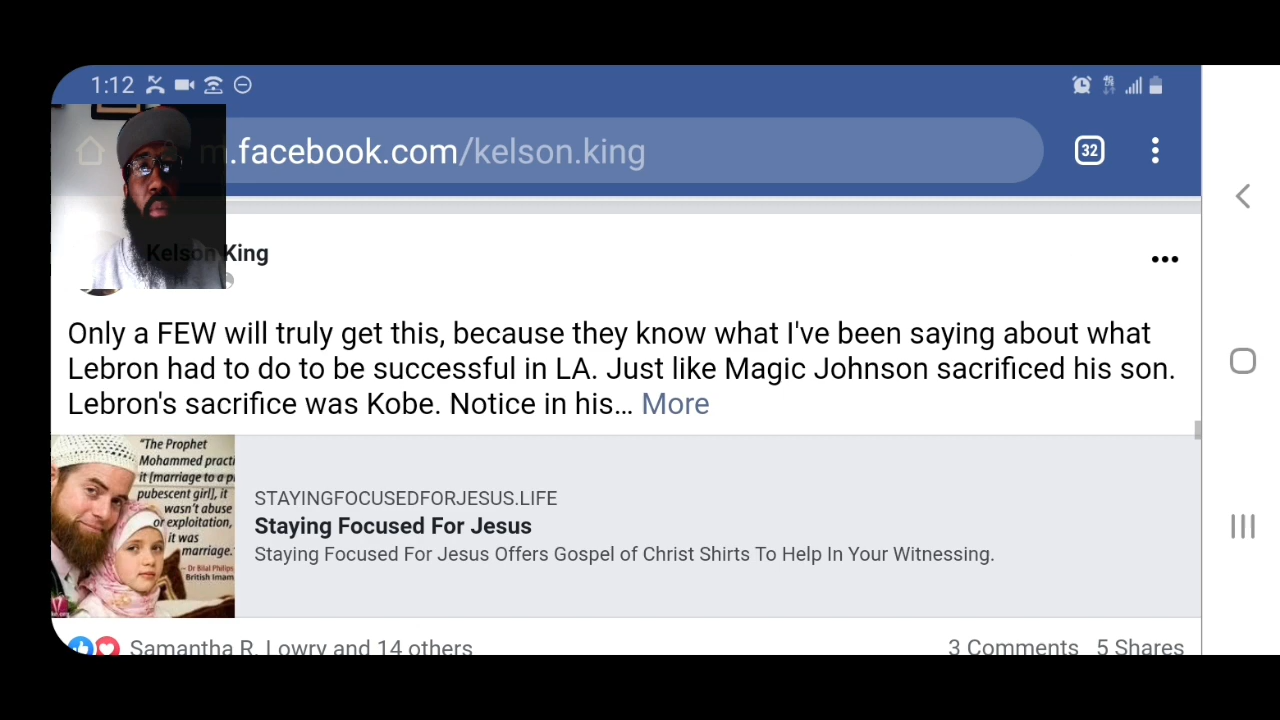 1:12
32
m.facebook.com/kelson.king
Kelson King
Only a FEW will truly get this, because they know what I've been saying about what
Lebron had to do to be successful in LA. Just like Magic Johnson sacrificed his son.
Lebron's sacrifice was Kobe. Notice in his... More
"The Prophet
Mohammed practi
it [marriage to a p
pubescent girl], it
wasn't abuse
or exploitation,
it was
marriage."
- Dr Bilal Philips
British Imam
STAYINGFOCUSEDFORJESUS.LIFE
Staying Focused For Jesus
Staying Focused For Jesus Offers Gospel of Christ Shirts To Help In Your Witnessing.
Samantha R. Lowry and 14 others
3 Comments 5 Shares